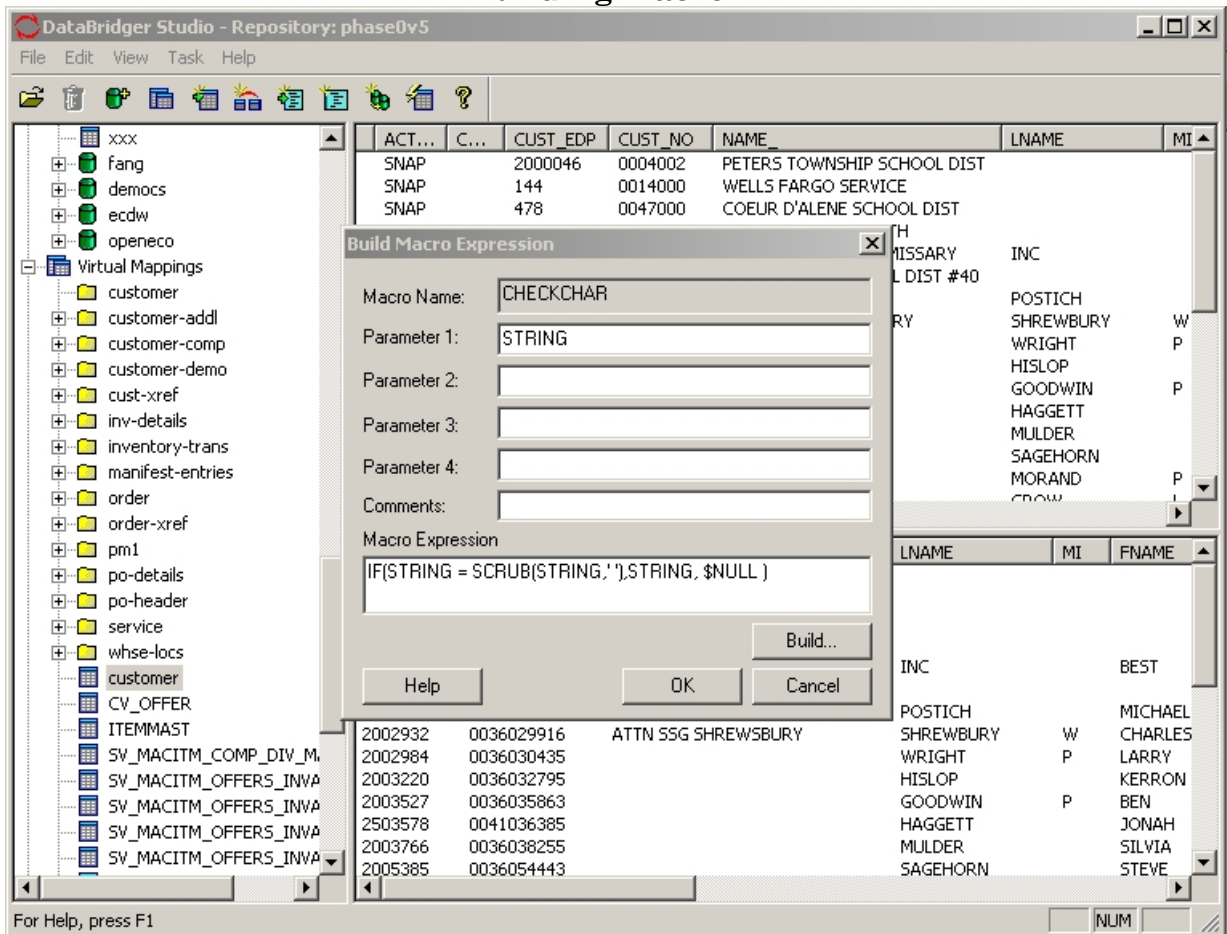 DataBridger Studio - Repository: phase0v5
File Edit View Task Help
xxx
fang
democs
ecdw
openeco
Virtual Mappings
customer
customer-addl
customer-comp
customer-demo
cust-xref
inv-details
inventory-trans
manifest-entries
order
order-xref
pm1
po-details
po-header
service
whse-locs
customer
CV_OFFER
ITEMMAST
SV_MACITM_COMP_DIV_M
SV_MACITM_OFFERS_INVA
SV_MACITM_OFFERS_INVA
SV_MACITM_OFFERS_INVA
SV_MACITM_OFFERS_INVA
ACT... C... CUST_EDP CUST_NO NAME_ LNAME MI
SNAP 2000046 0004002 PETERS TOWNSHIP SCHOOL DIST
SNAP 144 0014000 WELLS FARGO SERVICE
SNAP 478 0047000 COEUR D'ALENE SCHOOL DIST
TH
MISSARY INC
L DIST #40
POSTICH
RY SHREWBURY W
WRIGHT P
HISLOP
GOODWIN P
HAGGETT
MULDER
SAGEHORN
MORAND P
Build Macro Expression
Macro Name: CHECKCHAR
Parameter 1: STRING
Parameter 2:
Parameter 3:
Parameter 4:
Comments:
Macro Expression
IF(STRING = SCRUB(STRING,' '),STRING, $NULL )
Build...
Help OK Cancel
LNAME MI FNAME
INC BEST
POSTICH MICHAEL
2002932 0036029916 ATTN SSG SHREWSBURY SHREWBURY W CHARLES
2002984 0036030435 WRIGHT P LARRY
2003220 0036032795 HISLOP KERRON
2003527 0036035863 GOODWIN P BEN
2503578 0041036385 HAGGETT JONAH
2003766 0036038255 MULDER SILVIA
2005385 0036054443 SAGEHORN STEVE
For Help, press F1
NUM